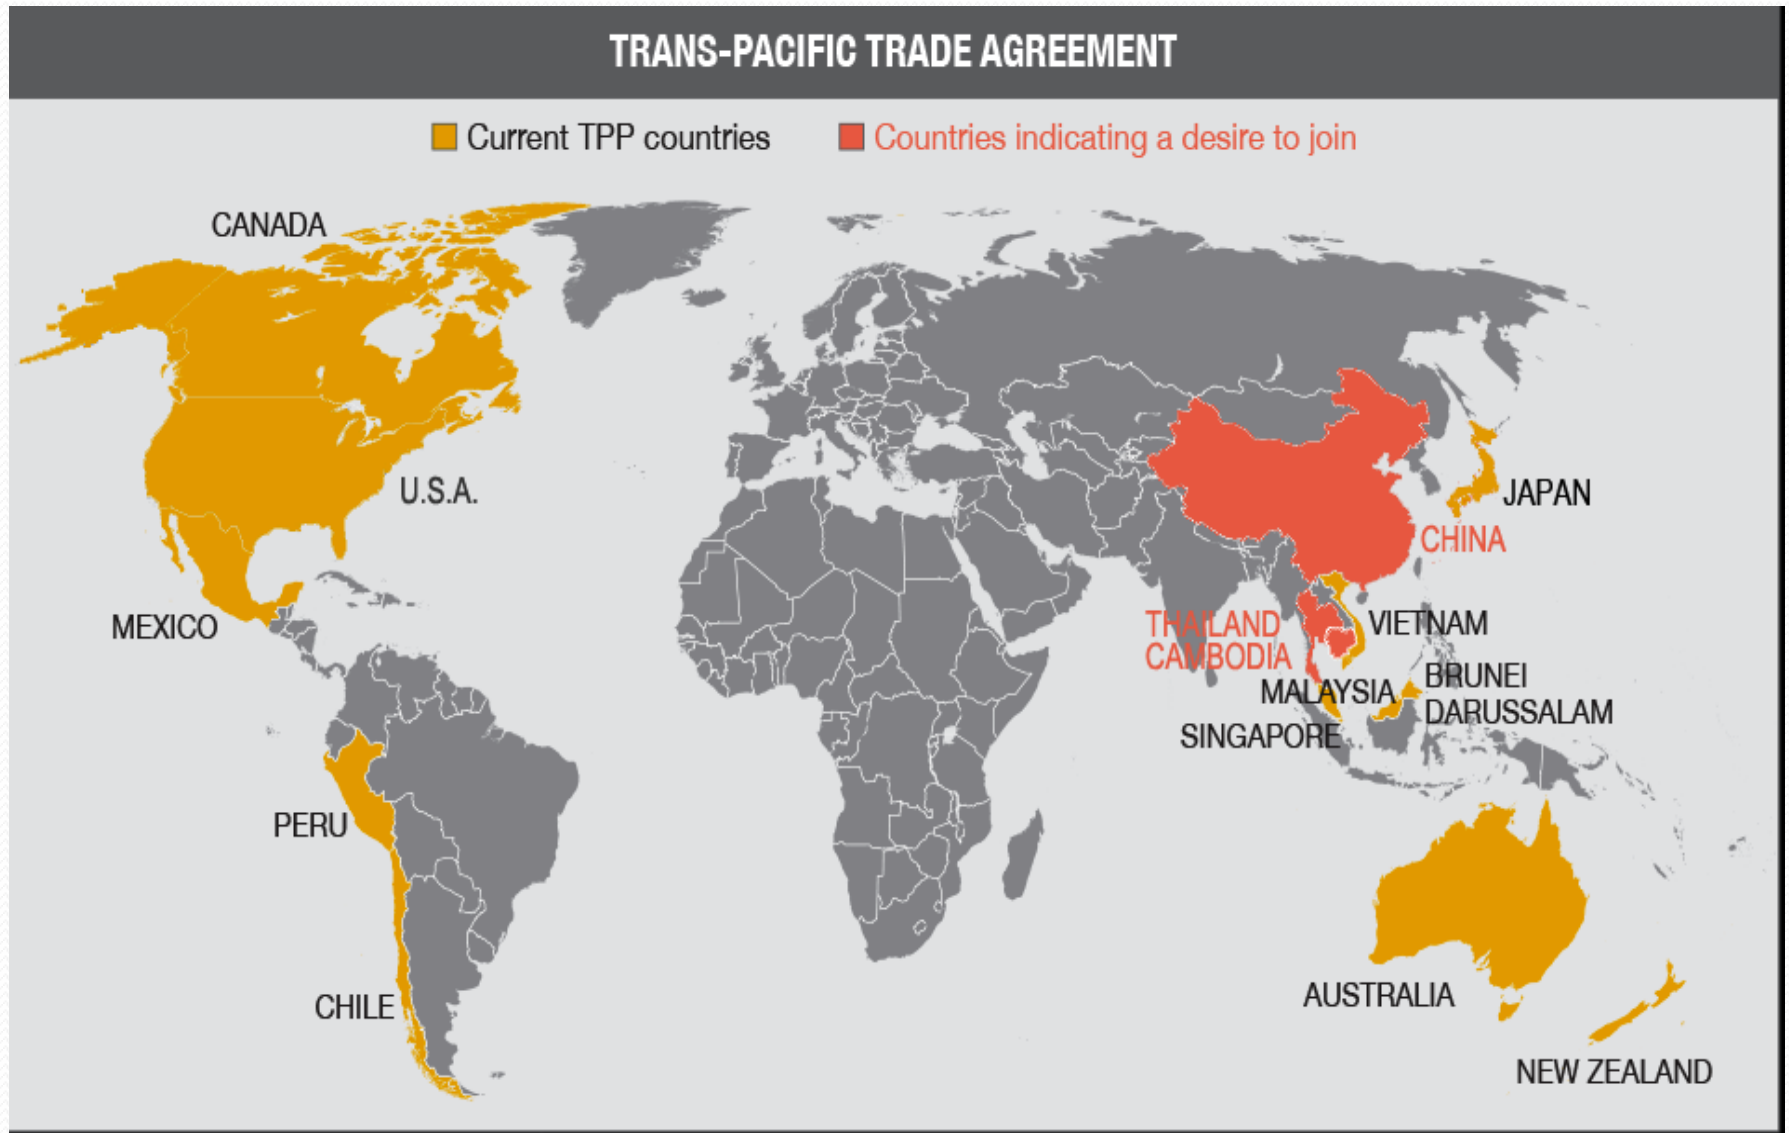 TRANS-PACIFIC TRADE AGREEMENT
Current TPP countries
Countries indicating a desire to join
CANADA
U.S.A.
JAPAN
CHINA
MEXICO
THAILAND
CAMBODIA
VIETNAM
MALAYSIA
BRUNEI
DARUSSALAM
SINGAPORE
PERU
CHILE
AUSTRALIA
NEW ZEALAND